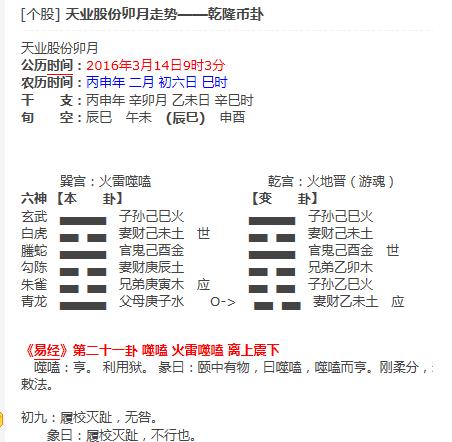 [个股] 天业股份卯月走势——乾隆币卦
天业股份卯月
公历时间：2016年3月14日9时3分
农历时间：丙申年 二月 初六日 巳时
干　　支：丙申年 辛卯月 乙未日 辛巳时
旬　　空：辰巳　午未　(辰巳)　申酉
巽宫：火雷噬嗑　　乾宫：火地晋（游魂）
六神 【本　　卦】　【变　　卦】
玄武　子孙己巳火　子孙己巳火
白虎　妻财己未土　世　妻财己未土
螣蛇　官鬼己酉金　官鬼己酉金　世
勾陈　妻财庚辰土　兄弟乙卯木
朱雀　兄弟庚寅木　应　子孙乙巳火
青龙　父母庚子水　O->　妻财乙未土　应
《易经》第二十一卦 噬嗑 火雷噬嗑 离上震下
噬嗑：亨。 利用狱。 彖曰：颐中有物，曰噬嗑，噬嗑而亨。刚柔分，
敕法。
初九：履校灭趾，无咎。
象曰：履校灭趾，不行也。